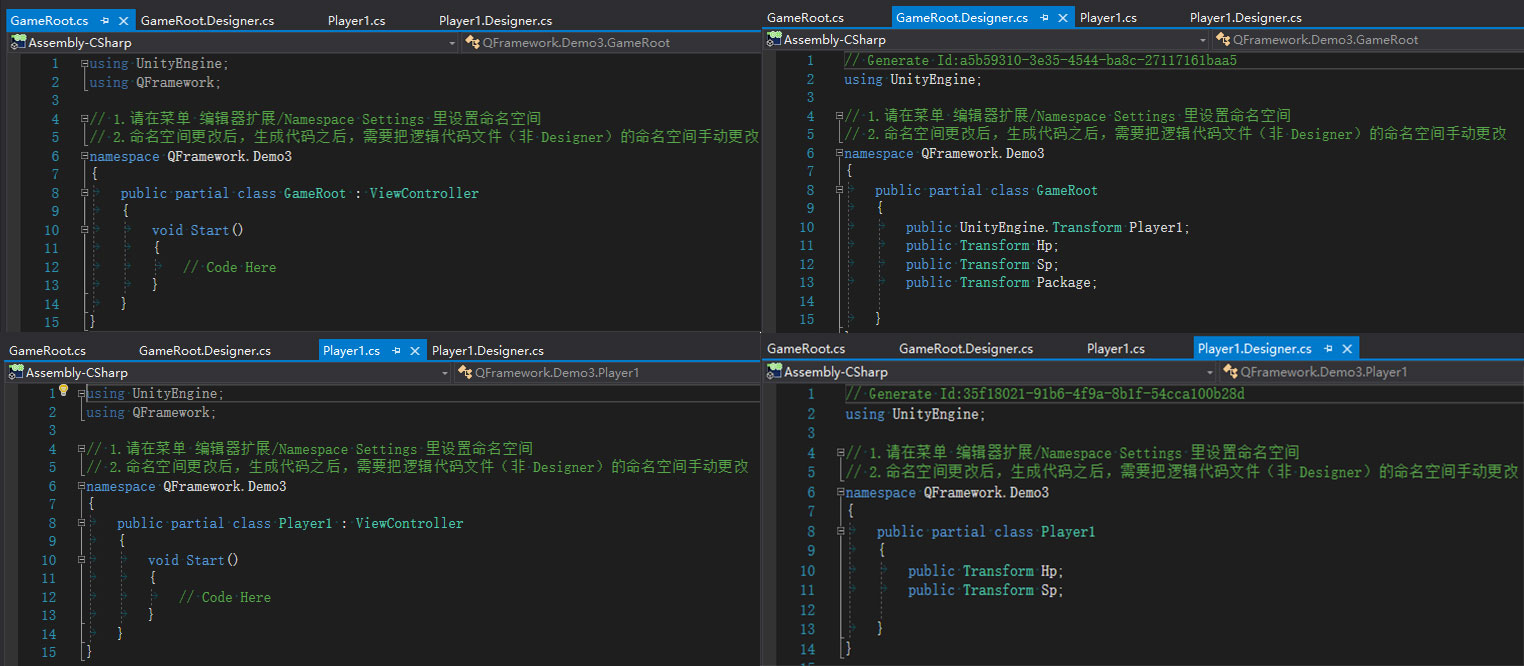 GameRoot.cs GameRoot.Designer.cs Player1.cs Player1.Designer.cs
Assembly-CSharp QFramework.Demo3.GameRoot
1 using UnityEngine;
2 using QFramework;
3
4 // 1.请在菜单 编辑器扩展/Namespace Settings 里设置命名空间
5 // 2.命名空间更改后，生成代码之后，需要把逻辑代码文件（非 Designer）的命名空间手动更改
6 namespace QFramework.Demo3
7 {
8 public partial class GameRoot : ViewController
9 {
10 void Start()
11 {
12 // Code Here
13 }
14 }
15 }
GameRoot.cs GameRoot.Designer.cs Player1.cs Player1.Designer.cs
Assembly-CSharp QFramework.Demo3.GameRoot
1 // Generate Id:a5b59310-3e35-4544-ba8c-27117161baa5
2 using UnityEngine;
3
4 // 1.请在菜单 编辑器扩展/Namespace Settings 里设置命名空间
5 // 2.命名空间更改后，生成代码之后，需要把逻辑代码文件（非 Designer）的命名空间手动更改
6 namespace QFramework.Demo3
7 {
8 public partial class GameRoot
9 {
10 public UnityEngine.Transform Player1;
11 public Transform Hp;
12 public Transform Sp;
13 public Transform Package;
14
15 }
GameRoot.cs GameRoot.Designer.cs Player1.cs Player1.Designer.cs
Assembly-CSharp QFramework.Demo3.Player1
1 using UnityEngine;
2 using QFramework;
3
4 // 1.请在菜单 编辑器扩展/Namespace Settings 里设置命名空间
5 // 2.命名空间更改后，生成代码之后，需要把逻辑代码文件（非 Designer）的命名空间手动更改
6 namespace QFramework.Demo3
7 {
8 public partial class Player1 : ViewController
9 {
10 void Start()
11 {
12 // Code Here
13 }
14 }
15 }
GameRoot.cs GameRoot.Designer.cs Player1.cs Player1.Designer.cs
Assembly-CSharp QFramework.Demo3.Player1
1 // Generate Id:35f18021-91b6-4f9a-8b1f-54cca100b28d
2 using UnityEngine;
3
4 // 1.请在菜单 编辑器扩展/Namespace Settings 里设置命名空间
5 // 2.命名空间更改后，生成代码之后，需要把逻辑代码文件（非 Designer）的命名空间手动更改
6 namespace QFramework.Demo3
7 {
8 public partial class Player1
9 {
10 public Transform Hp;
11 public Transform Sp;
12
13 }
14 }